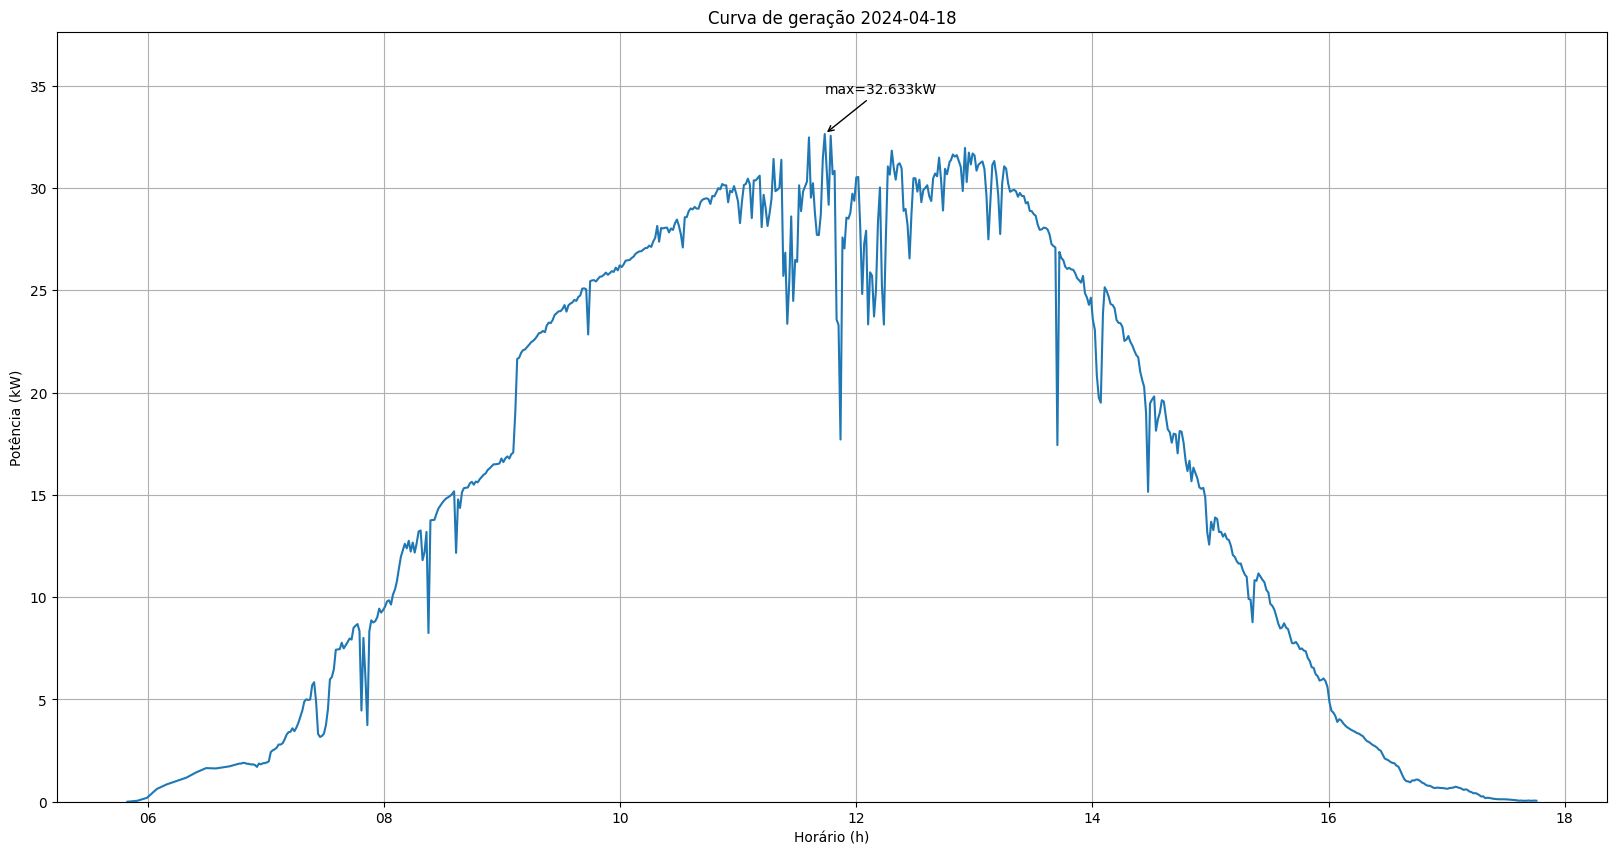 Curva de geração 2024-04-18
max=32.633kW
35
30
25
20
15
10
5
0
Potência (kW)
06 08 10 12 14 16 18
Horário (h)